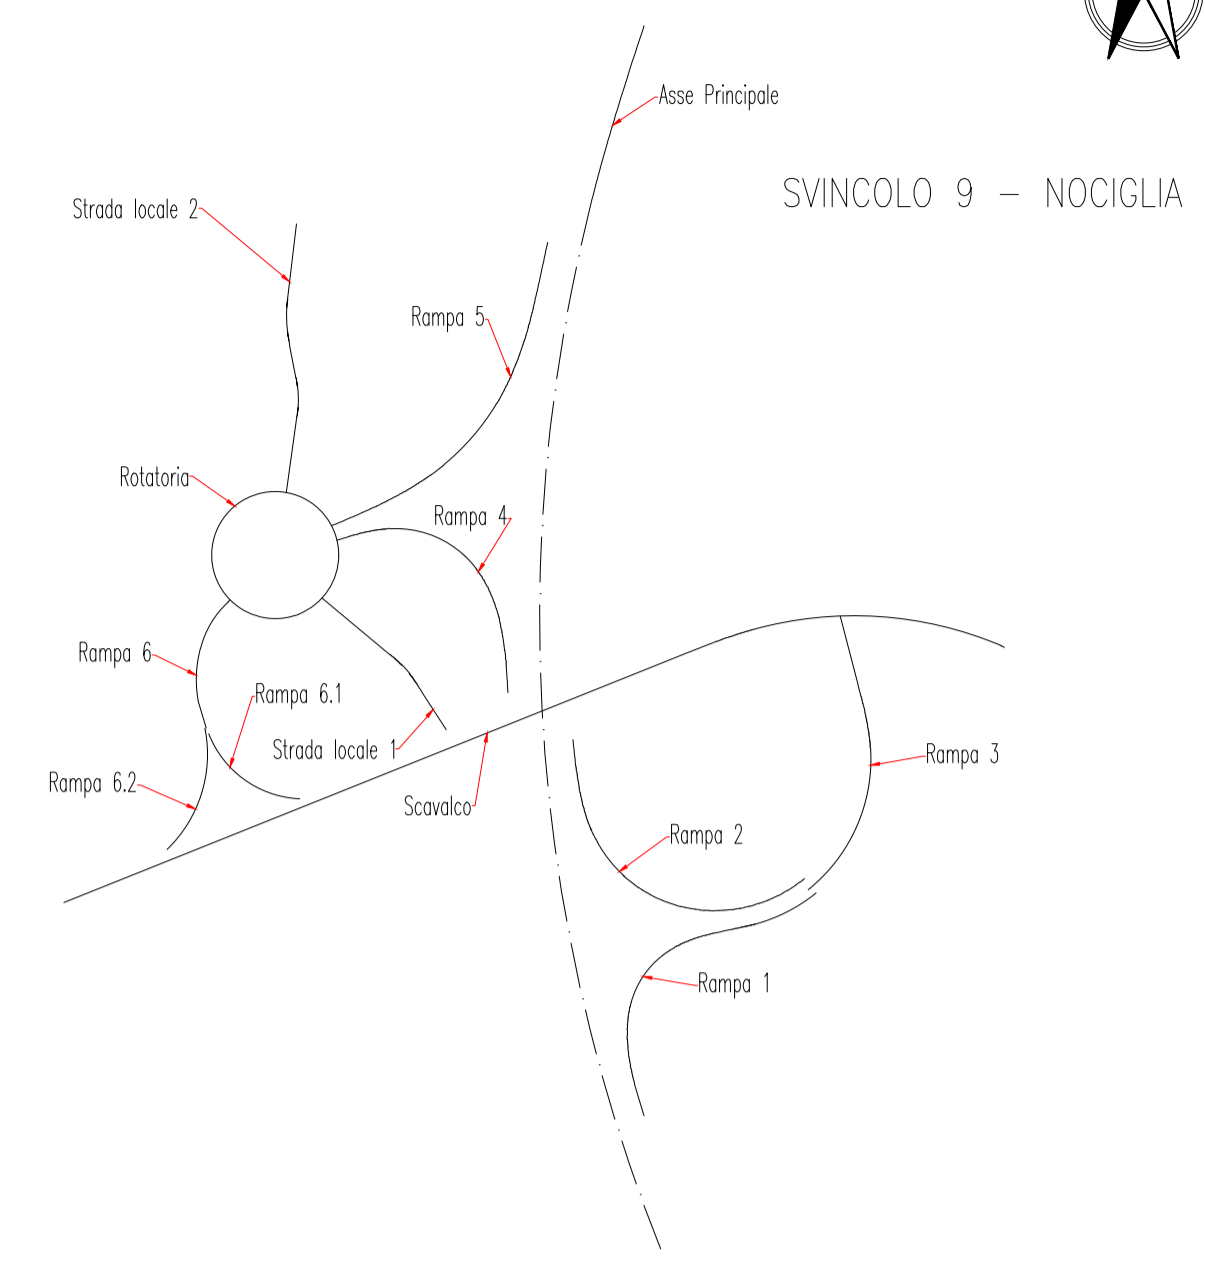 Asse Principale
SVINCOLO 9 – NOCIGLIA
Strada locale 2
Rampa 5
Rotatoria
Rampa 4
Rampa 6
Rampa 6.1
Strada locale 1
Rampa 3
Rampa 6.2
Scavalco
Rampa 2
Rampa 1